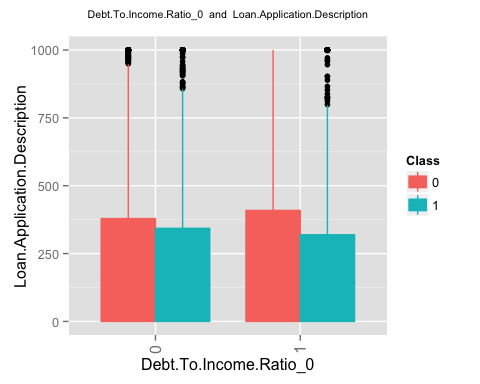 Debt.To.Income.Ratio_0 and Loan.Application.Description
Loan.Application.Description
1000
750
500
250
0
0
1
Debt.To.Income.Ratio_0
Class
0
1